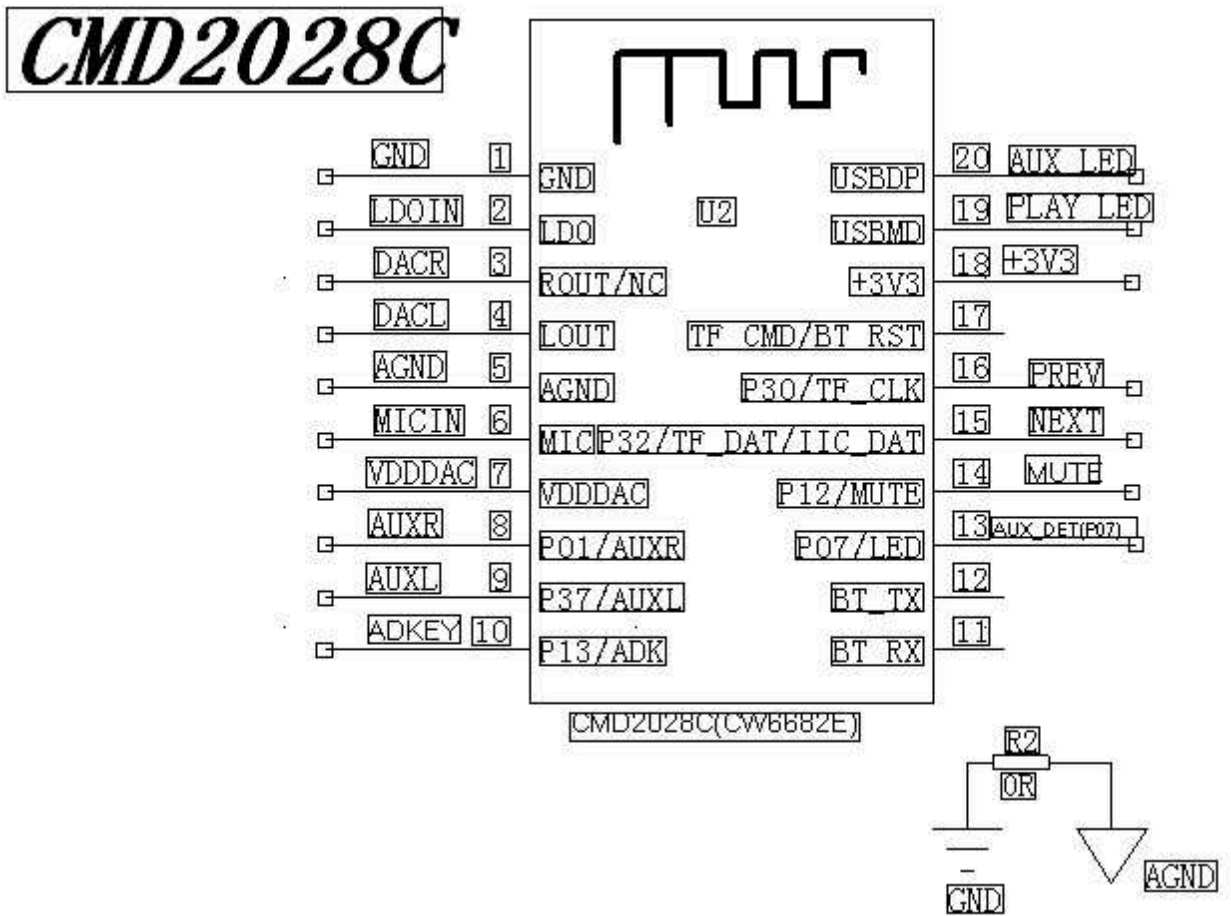 CMD2028C
GND 1 GND USBDP 20 AUX_LED
LDOIN 2 LDO U2 USBMD 19 PLAY_LED
DACR 3 ROUT/NC +3V3 18 +3V3
DACL 4 LOUT TF_CMD/BT_RST 17
AGND 5 AGND P30/TF_CLK 16 PREV
MICIN 6 MIC P32/TF_DAT/IIC_DAT 15 NEXT
VDDDAC 7 VDDDAC P12/MUTE 14 MUTE
AUXR 8 P01/AUXR P07/LED 13 AUX_DET(P07)
AUXL 9 P37/AUXL BT_TX 12
ADKEY 10 P13/ADK BT_RX 11
CMD2028C(CW6682E)
R2
0R
GND AGND